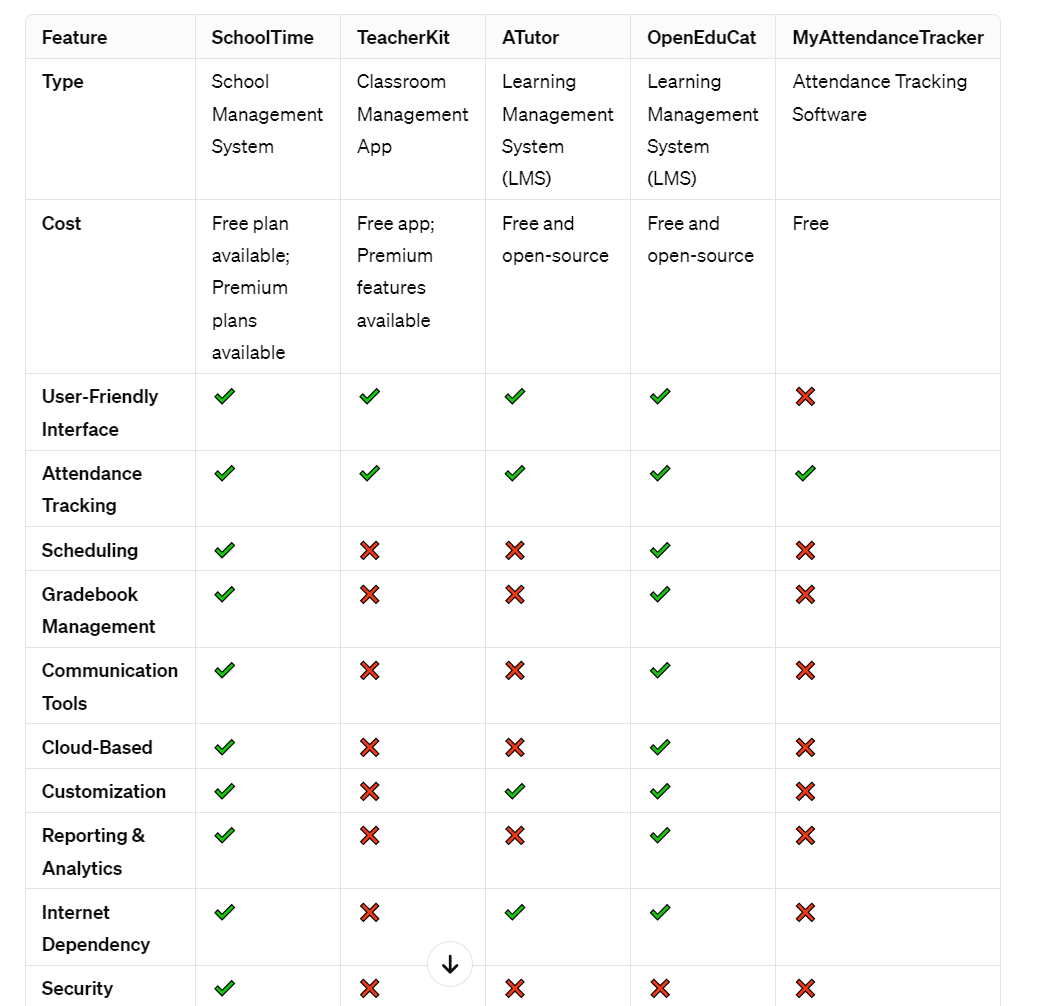 Feature SchoolTime TeacherKit ATutor OpenEduCat MyAttendanceTracker
Type School Classroom Learning Learning Attendance Tracking
Management Management Management Management Software
System App System System
(LMS) (LMS)
Cost Free plan Free app; Free and Free and Free
available; Premium open-source open-source
Premium features
plans available
available
User-Friendly ✔ ✔ ✔ ✔ ❌
Interface
Attendance ✔ ✔ ✔ ✔ ✔
Tracking
Scheduling ✔ ❌ ❌ ✔ ❌
Gradebook ✔ ❌ ❌ ✔ ❌
Management
Communication ✔ ❌ ❌ ✔ ❌
Tools
Cloud-Based ✔ ❌ ❌ ✔ ❌
Customization ✔ ❌ ✔ ✔ ❌
Reporting & ✔ ❌ ❌ ✔ ❌
Analytics
Internet ✔ ❌ ✔ ✔ ❌
Dependency
Security ✔ ❌ ❌ ❌ ❌